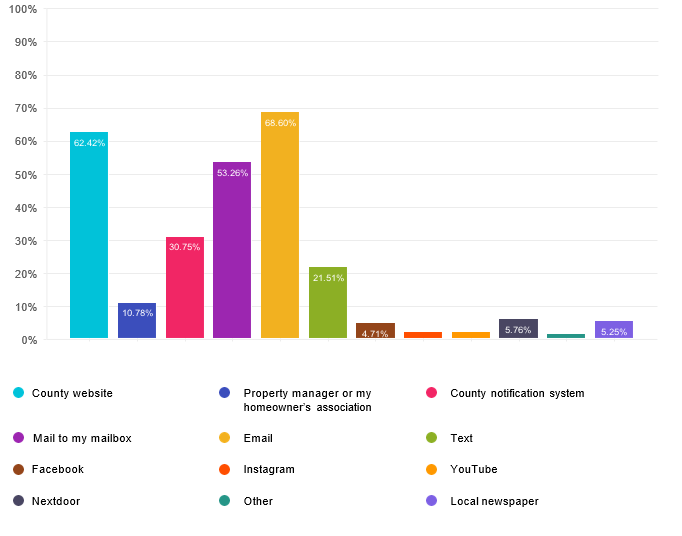 100%
90%
80%
70%
60%
50%
40%
30%
20%
10%
0%
62.42%
10.78%
30.75%
53.26%
68.60%
21.51%
4.71%
5.76%
5.25%
County website
Property manager or my
homeowner's association
County notification system
Mail to my mailbox
Email
Text
Facebook
Instagram
YouTube
Nextdoor
Other
Local newspaper